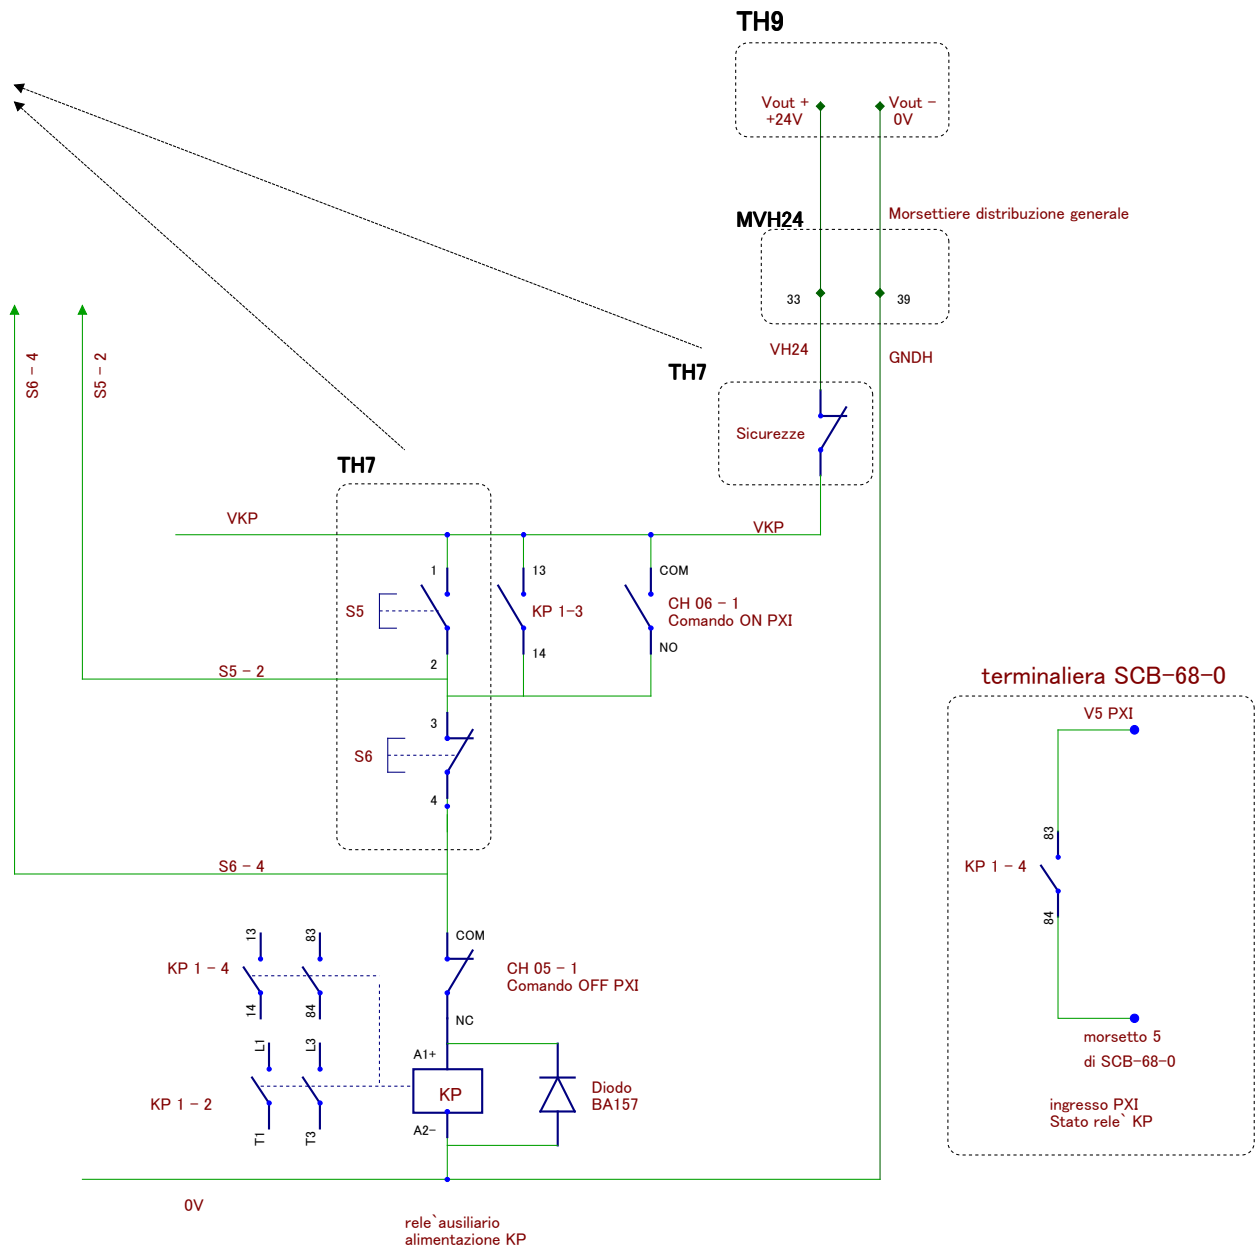 TH9
Vout +
+24V
Vout −
0V
MVH24
Morsettiere distribuzione generale
33
39
VH24
GNDH
TH7
Sicurezze
S6 − 4
S5 − 2
TH7
VKP
VKP
1
S5
2
13
KP 1−3
14
COM
CH 06 − 1
Comando ON PXI
NO
S5 − 2
3
S6
4
S6 − 4
terminaliera SCB−68−0
V5 PXI
83
KP 1 − 4
84
morsetto 5
di SCB−68−0
ingresso PXI
Stato rele` KP
13
83
KP 1 − 4
14
84
COM
CH 05 − 1
Comando OFF PXI
NC
L1
L3
KP 1 − 2
T1
T3
A1+
KP
A2−
Diodo
BA157
0V
rele`ausiliario
alimentazione KP